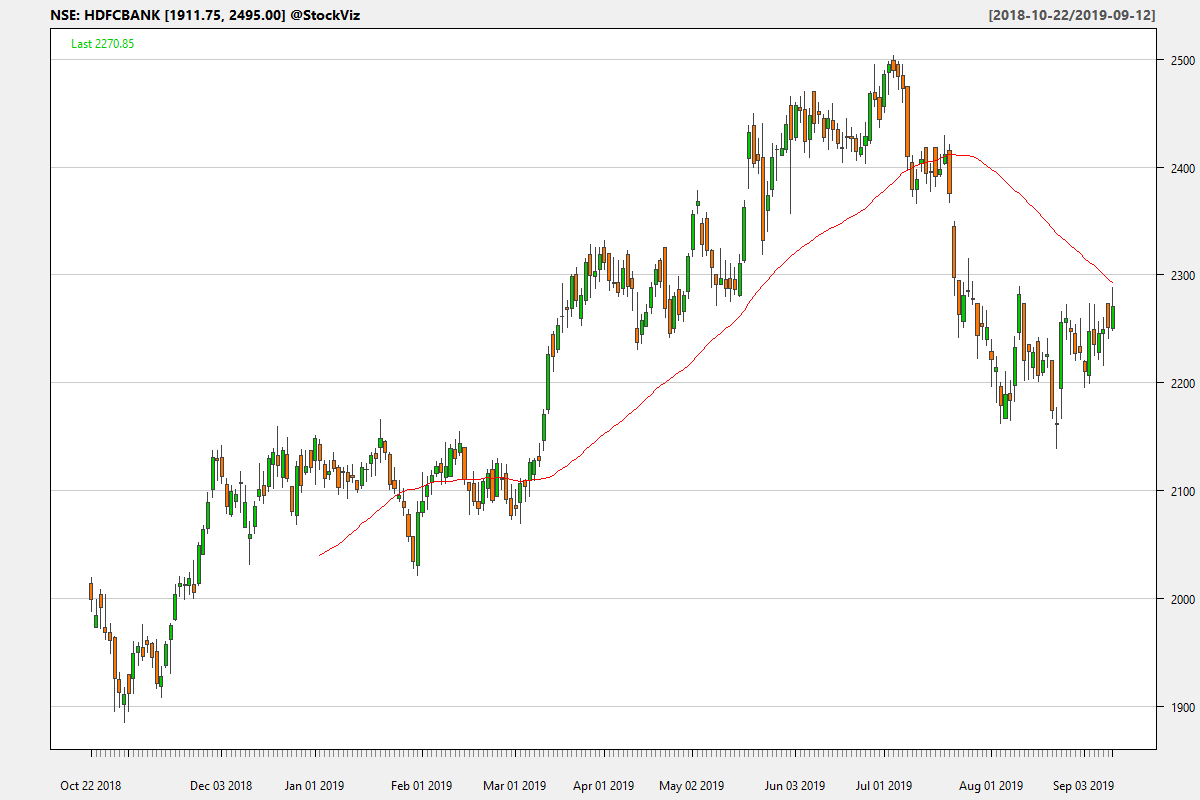 NSE: HDFCBANK [1911.75, 2495.00] @StockViz [2018-10-22/2019-09-12]
Last 2270.85
2500
2400
2300
2200
2100
2000
1900
Oct 22 2018 Dec 03 2018 Jan 01 2019 Feb 01 2019 Mar 01 2019 Apr 01 2019 May 02 2019 Jun 03 2019 Jul 01 2019 Aug 01 2019 Sep 03 2019